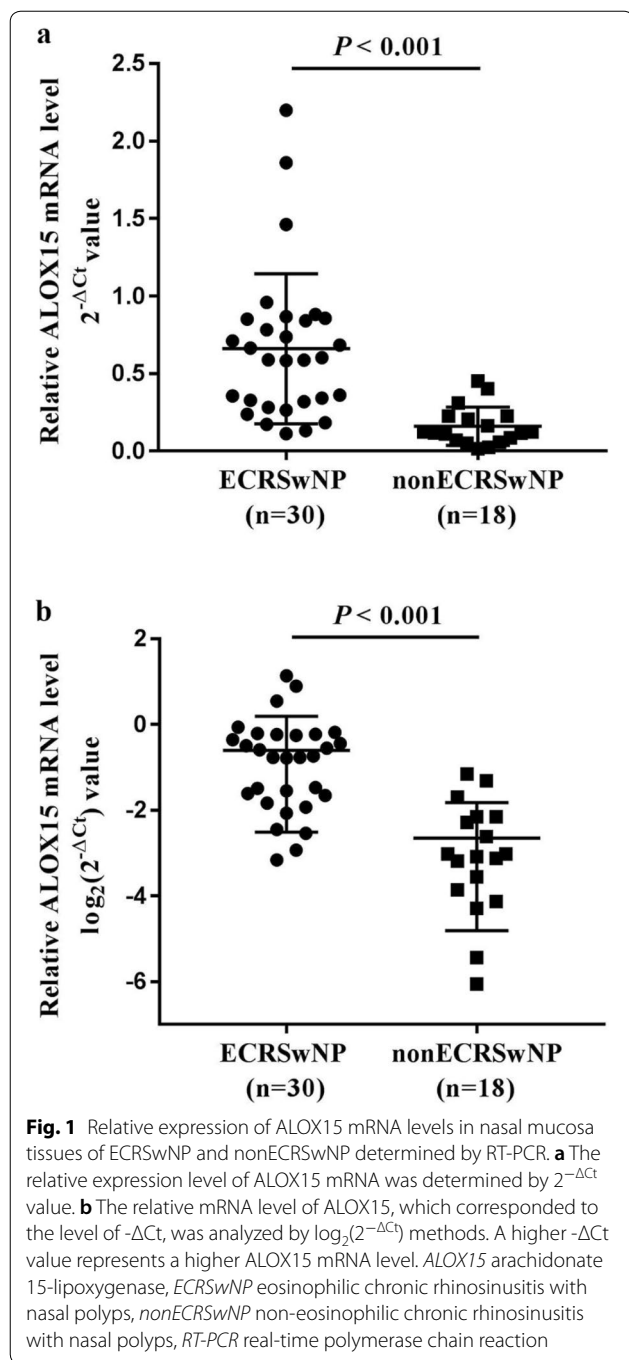 a
P < 0.001
2.5
2.0
1.5
1.0
0.5
0.0
Relative ALOX15 mRNA level
2^-ΔCt value
ECRSwNP nonECRSwNP
(n=30) (n=18)
b
P < 0.001
2
0
-2
-4
-6
Relative ALOX15 mRNA level
log₂(2^-ΔCt) value
ECRSwNP nonECRSwNP
(n=30) (n=18)
Fig. 1 Relative expression of ALOX15 mRNA levels in nasal mucosa
tissues of ECRSwNP and nonECRSwNP determined by RT-PCR. a The
relative expression level of ALOX15 mRNA was determined by 2^−ΔCt
value. b The relative mRNA level of ALOX15, which corresponded to
the level of -ΔCt, was analyzed by log₂(2^−ΔCt) methods. A higher -ΔCt
value represents a higher ALOX15 mRNA level. ALOX15 arachidonate
15-lipoxygenase, ECRSwNP eosinophilic chronic rhinosinusitis with
nasal polyps, nonECRSwNP non-eosinophilic chronic rhinosinusitis
with nasal polyps, RT-PCR real-time polymerase chain reaction